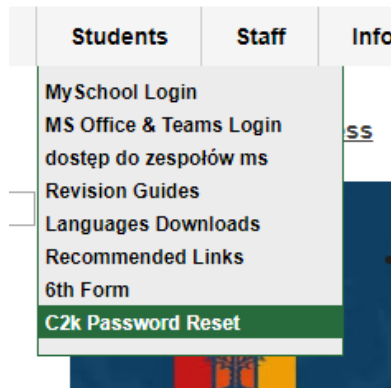 Students Staff Info
MySchool Login
MS Office & Teams Login
dostęp do zespołów ms
Revision Guides
Languages Downloads
Recommended Links
6th Form
C2k Password Reset